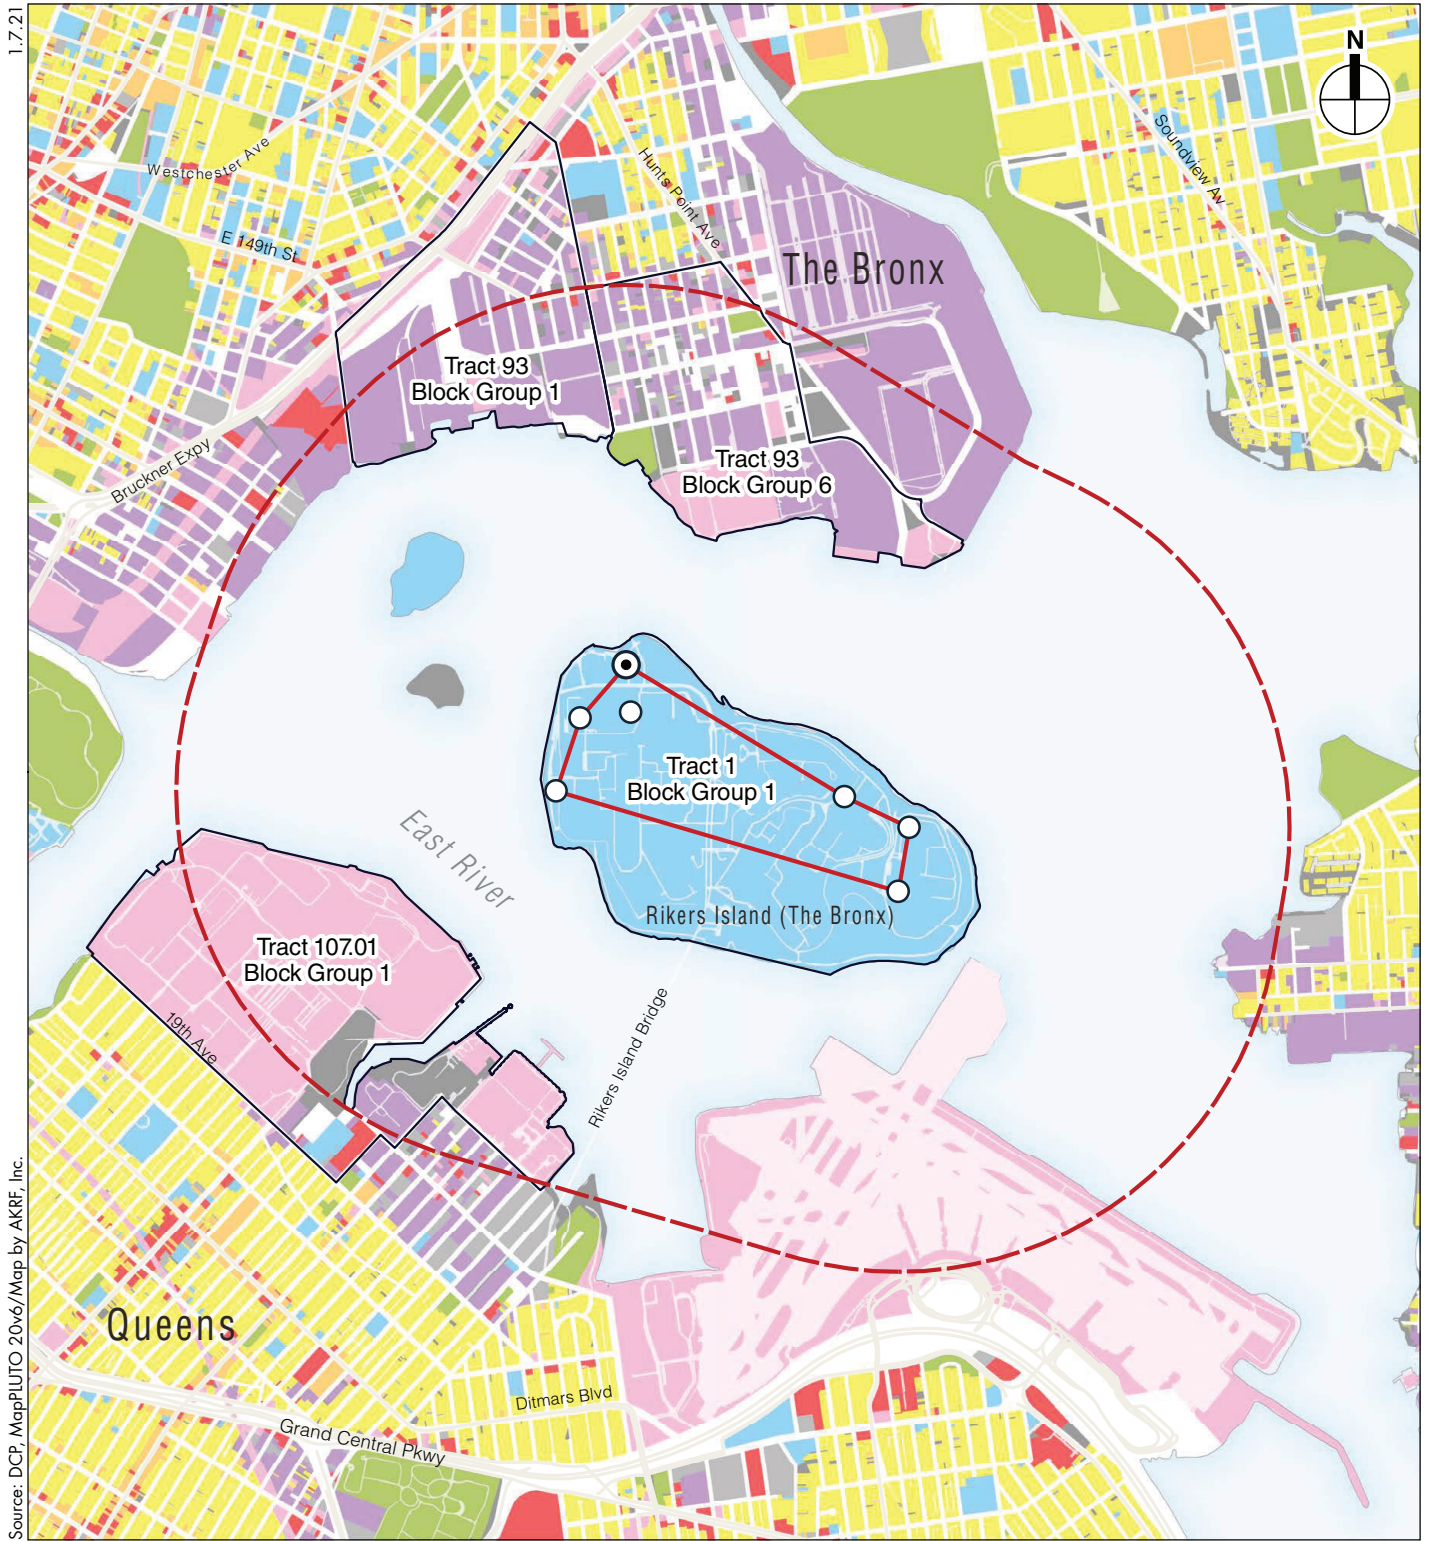 1.7.21
N
Westchester Ave
E 149th St
Hunts Point Ave
Soundview Av
The Bronx
Tract 93
Block Group 1
Bruckner Expy
Tract 93
Block Group 6
Tract 1
Block Group 1
East River
Rikers Island (The Bronx)
Tract 107.01
Block Group 1
19th Ave
Rikers Island Bridge
Queens
Ditmars Blvd
Grand Central Pkwy
Source: DCP, MapPLUTO 20v6/Map by AKRF, Inc.